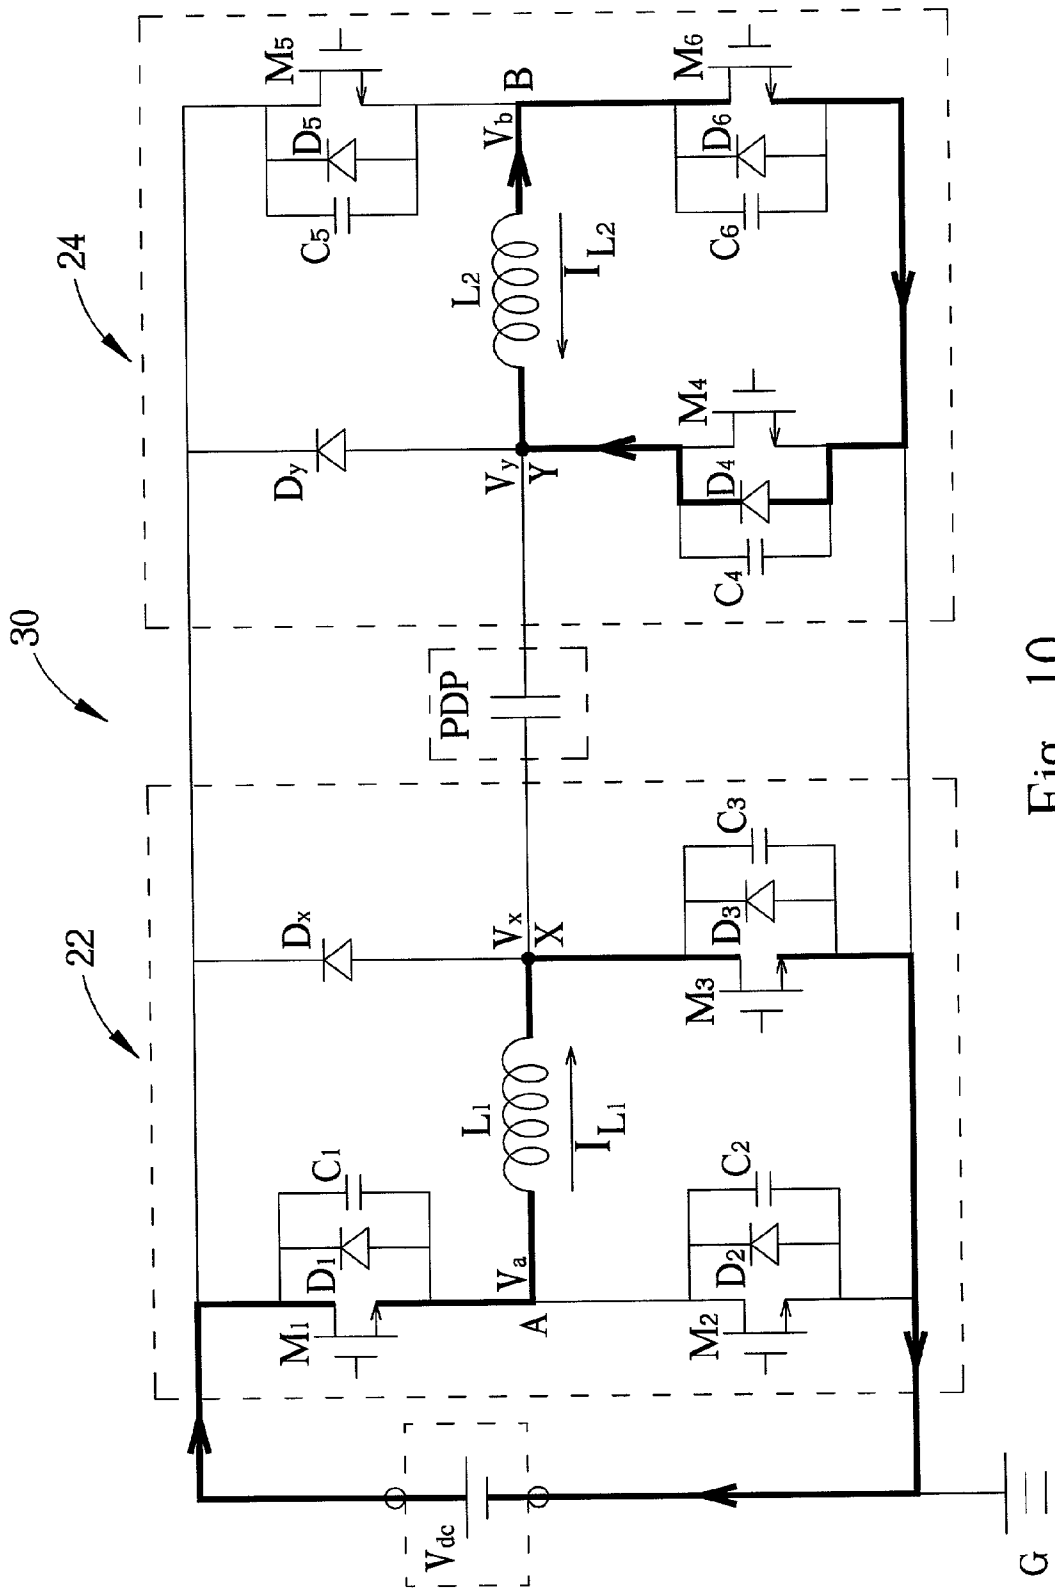 30
22
24
M1
D1
C1
Dx
Dy
C5
D5
M5
Vdc
Va
A
L1
IL1
Vx
X
PDP
Vy
Y
L2
IL2
Vb
B
M2
D2
C2
M3
D3
C3
C4
D4
M4
C6
D6
M6
G
Fig. 10